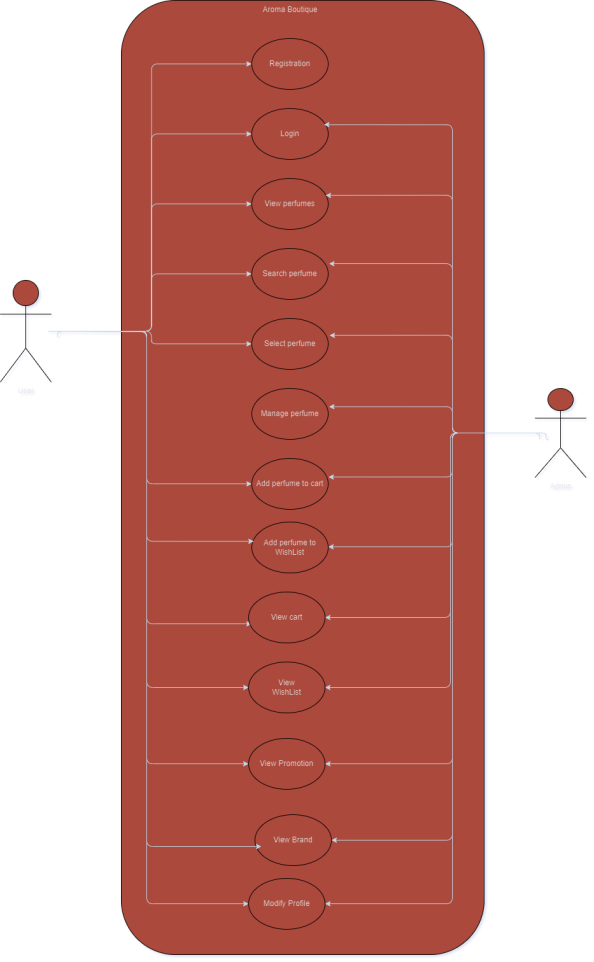 Aroma Boutique
Registration
Login
View perfumes
Search perfume
Select perfume
Manage perfume
Add perfume to cart
Add perfume to
WishList
View cart
View
WishList
View Promotion
View Brand
Modify Profile